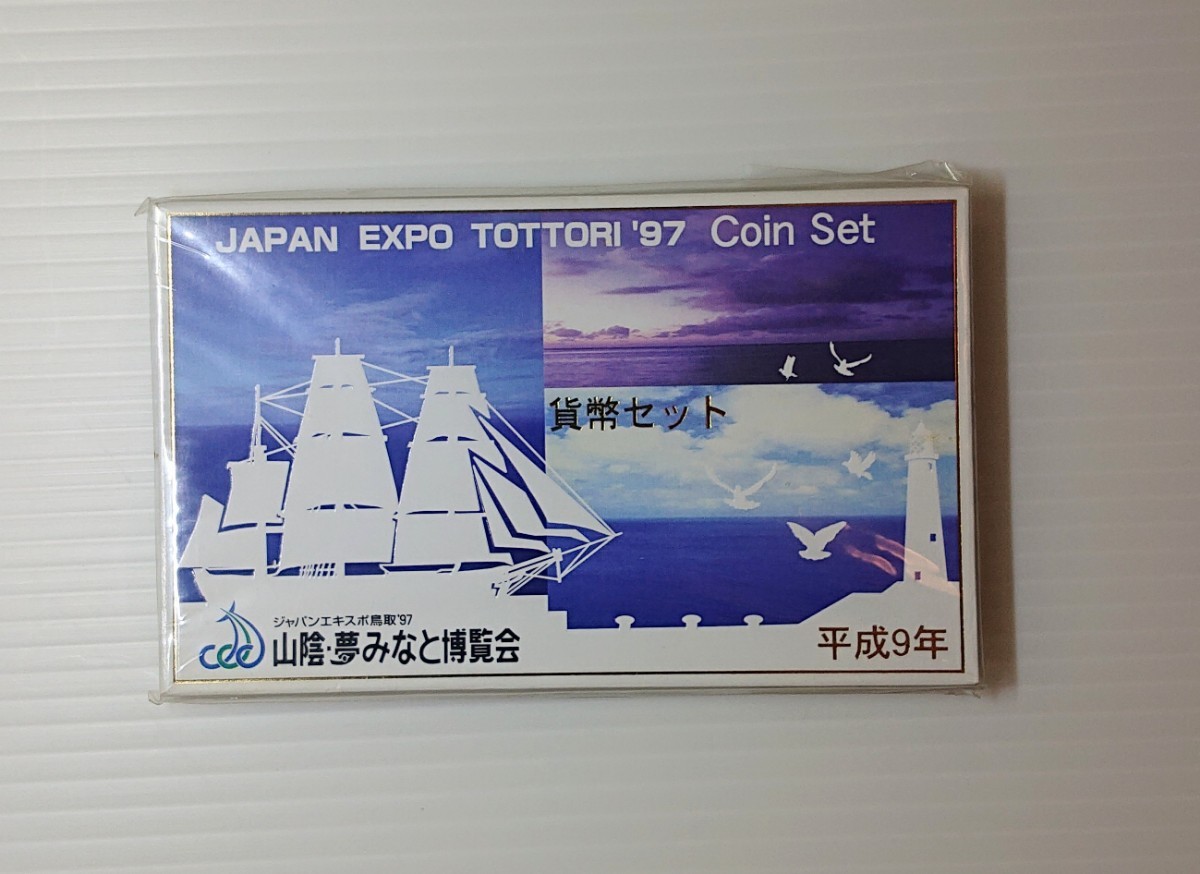 JAPAN EXPO TOTTORI '97 Coin Set
貨幣セット
ジャパンエキスポ鳥取'97
山陰・夢みなと博覧会
平成9年